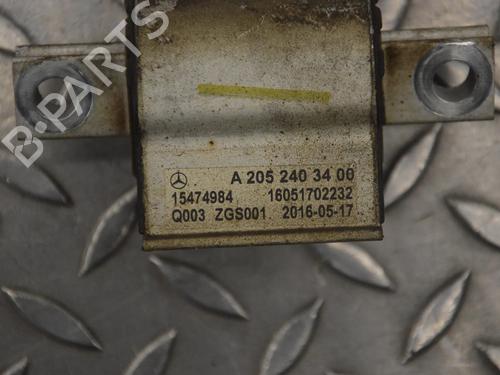 B-PARTS
A 205 240 34 00
15474984 16051702232
Q003 ZGS001 2016-05-17